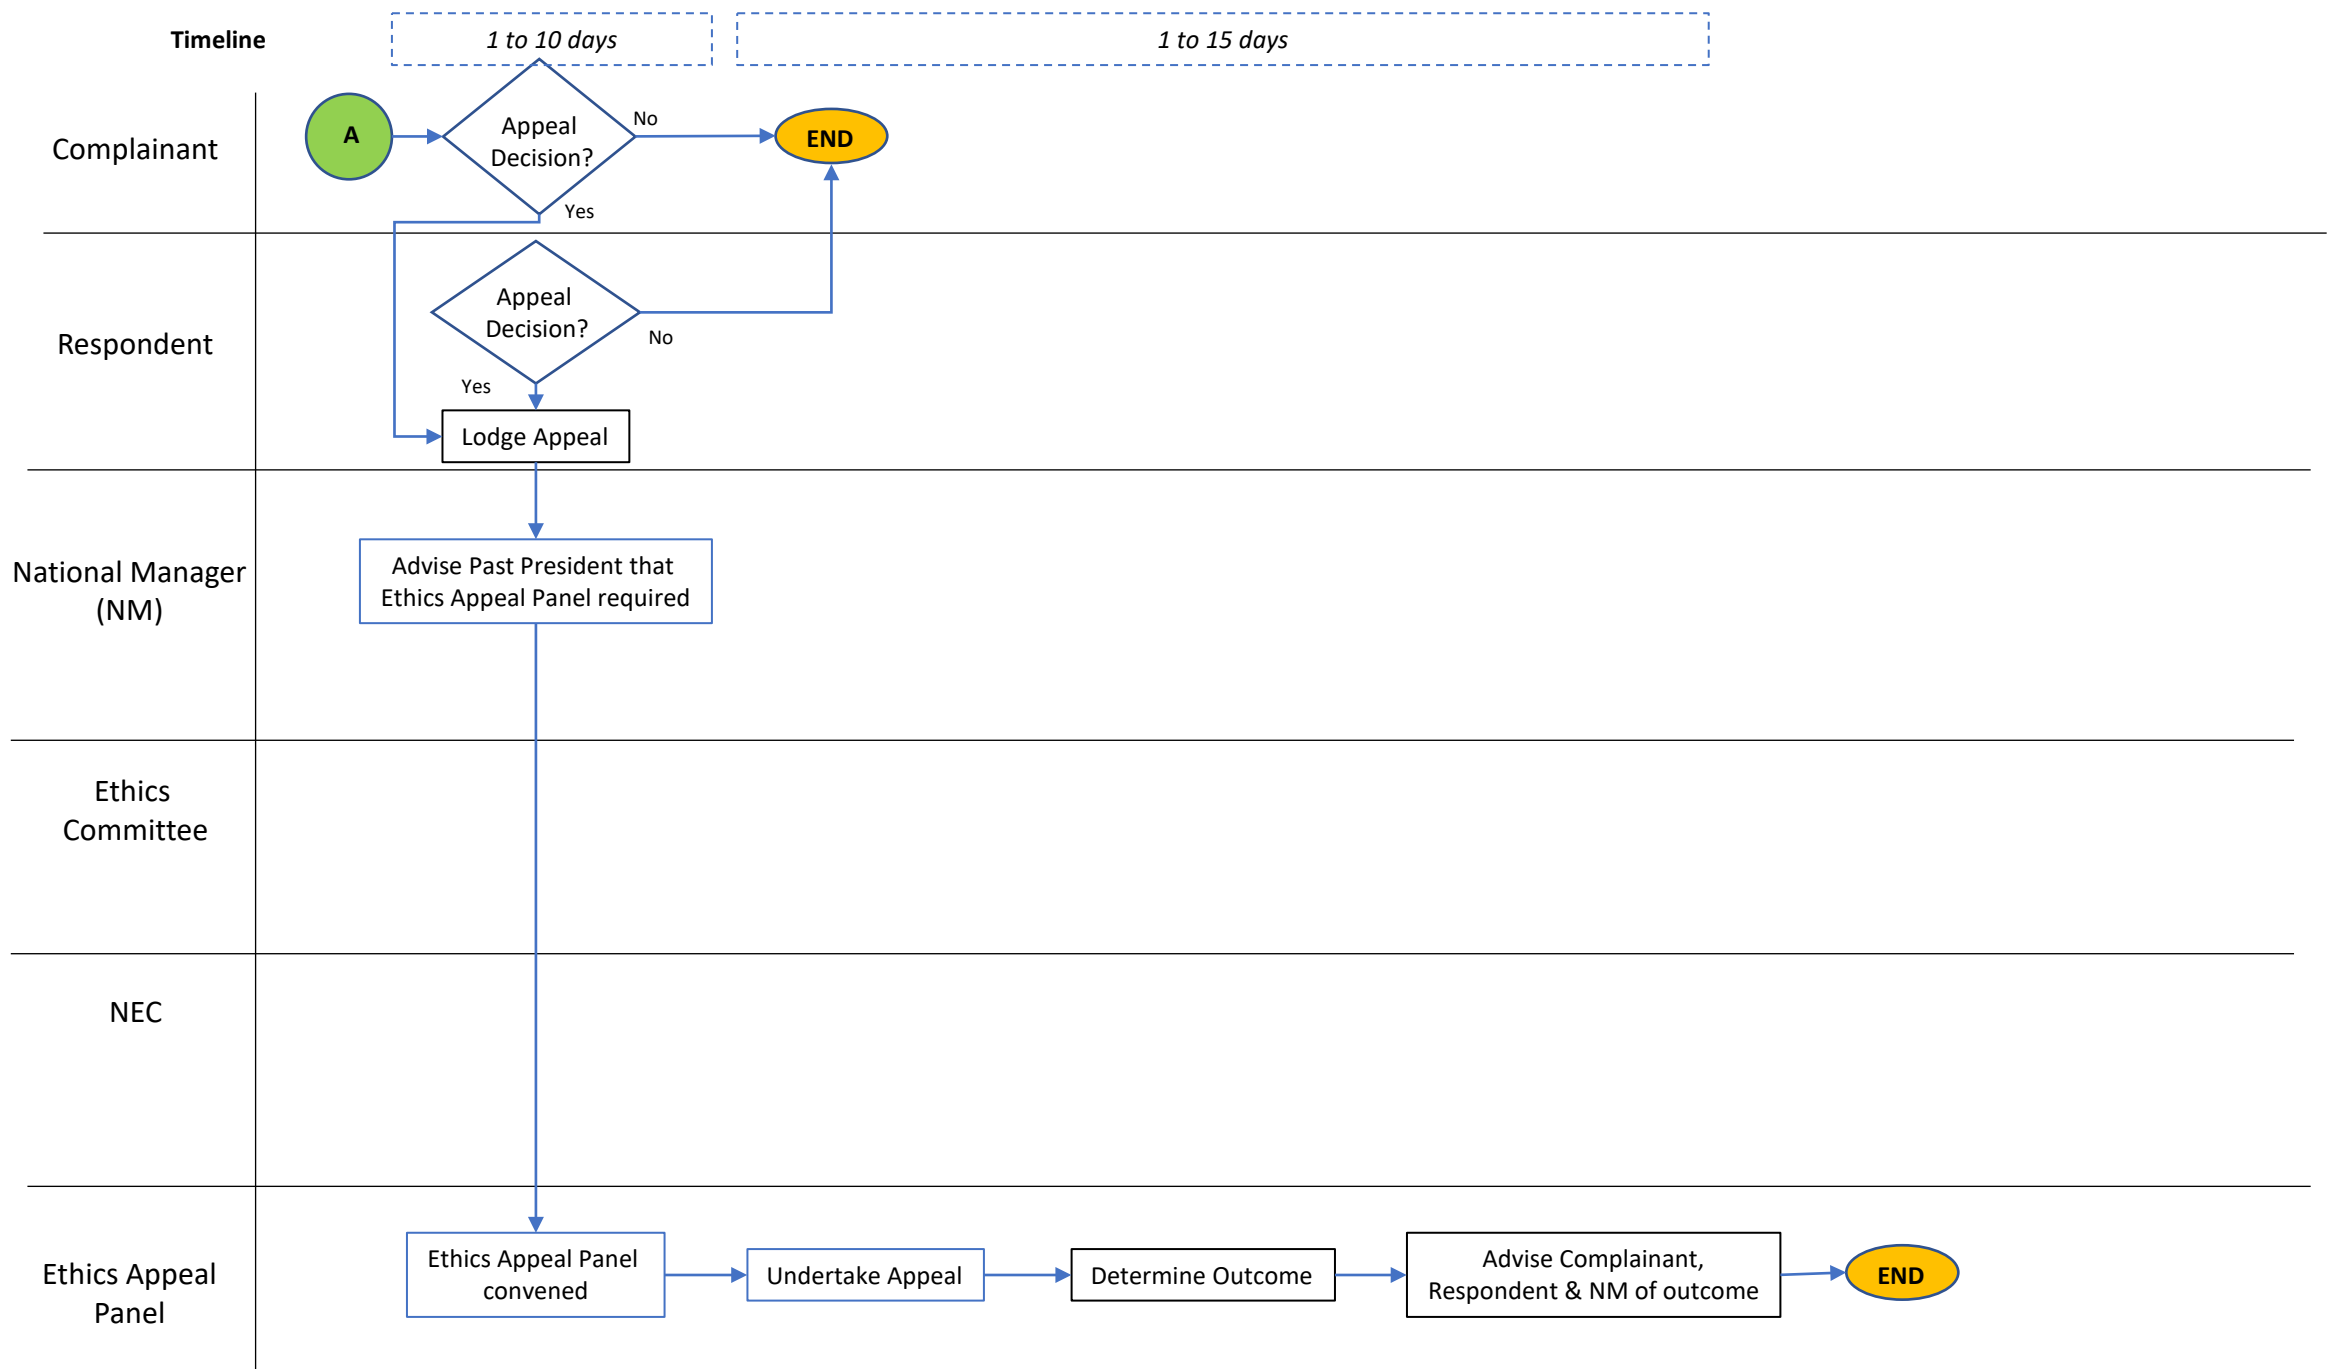 Timeline
1 to 10 days
1 to 15 days
Complainant
A
Appeal
Decision?
No
END
Yes
Respondent
Appeal
Decision?
No
Yes
Lodge Appeal
National Manager
(NM)
Advise Past President that
Ethics Appeal Panel required
Ethics
Committee
NEC
Ethics Appeal
Panel
Ethics Appeal Panel
convened
Undertake Appeal
Determine Outcome
Advise Complainant,
Respondent & NM of outcome
END